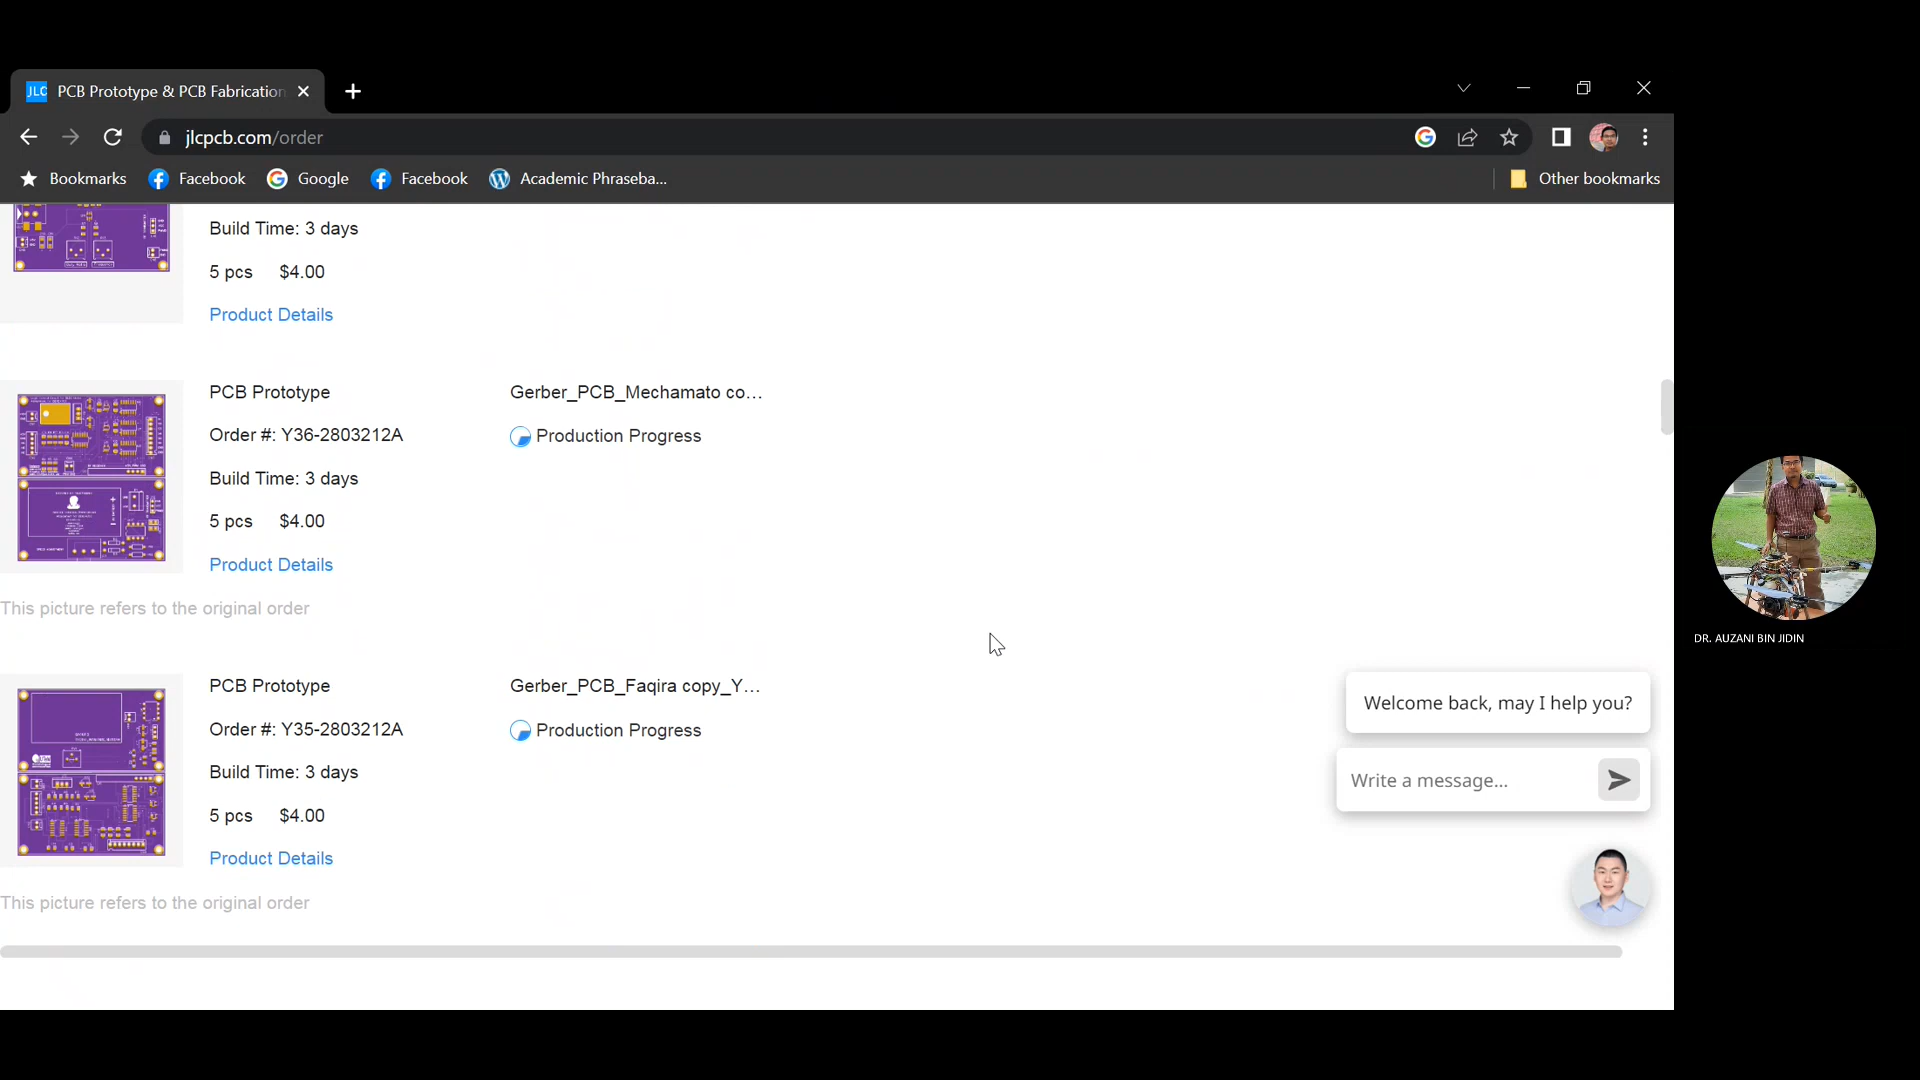 JLC PCB Prototype & PCB Fabrication
jlcpcb.com/order
Bookmarks Facebook Google Facebook Academic Phraseba... Other bookmarks
Build Time: 3 days
5 pcs $4.00
Product Details
PCB Prototype Gerber_PCB_Mechamato co...
Order #: Y36-2803212A Production Progress
Build Time: 3 days
5 pcs $4.00
Product Details
This picture refers to the original order
DR. AUZANI BIN JIDIN
PCB Prototype Gerber_PCB_Faqira copy_Y...
Welcome back, may I help you?
Order #: Y35-2803212A Production Progress
Build Time: 3 days
Write a message...
5 pcs $4.00
Product Details
This picture refers to the original order